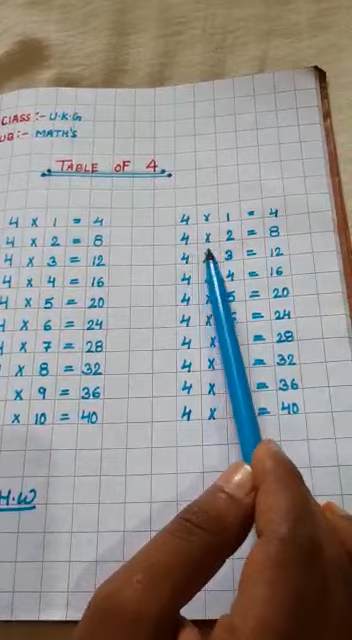 CLASS :- U.K.G
SUB :- MATH'S
TABLE OF 4
4 x 1 = 4 4 x 1 = 4
4 x 2 = 8 4 x 2 = 8
4 x 3 = 12 4 3 = 12
4 x 4 = 16 4 4 = 16
4 x 5 = 20 4 x 5 = 20
4 x 6 = 24 4 x = 24
4 x 7 = 28 4 x = 28
x 8 = 32 4 x = 32
x 9 = 36 4 x = 36
x 10 = 40 4 x = 40
H.W